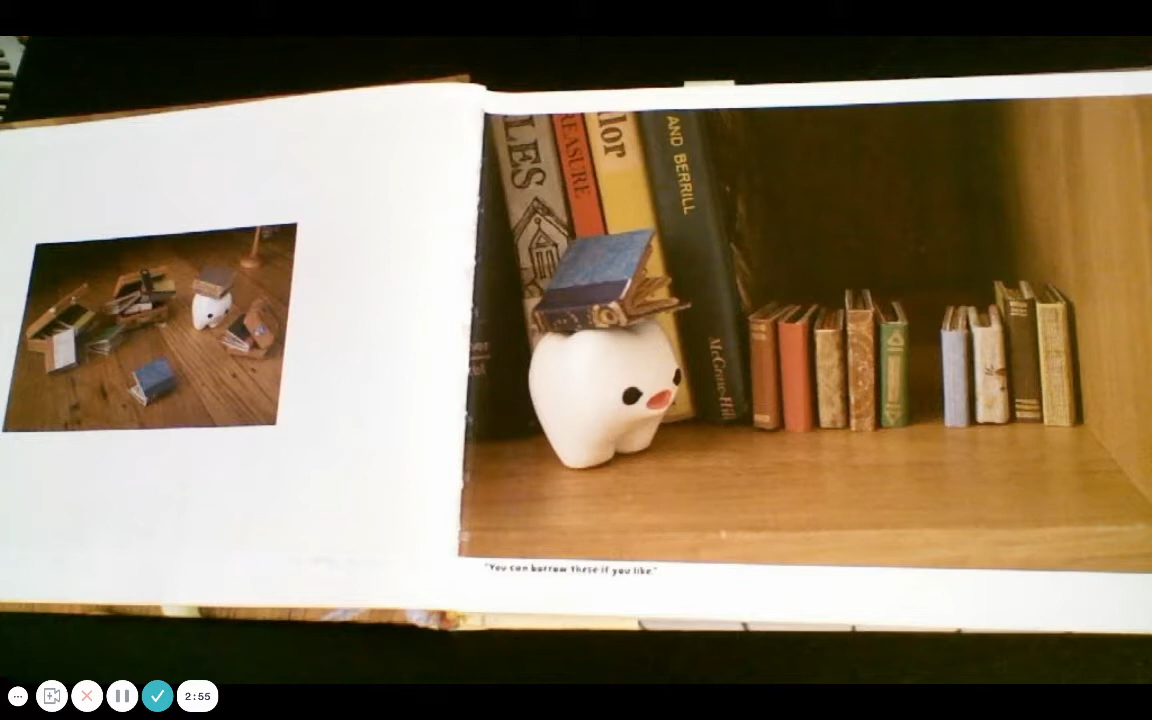 LES
REASURE
lor
AND BERRILL
McGraw-Hill
"You can borrow these if you like."
2:55